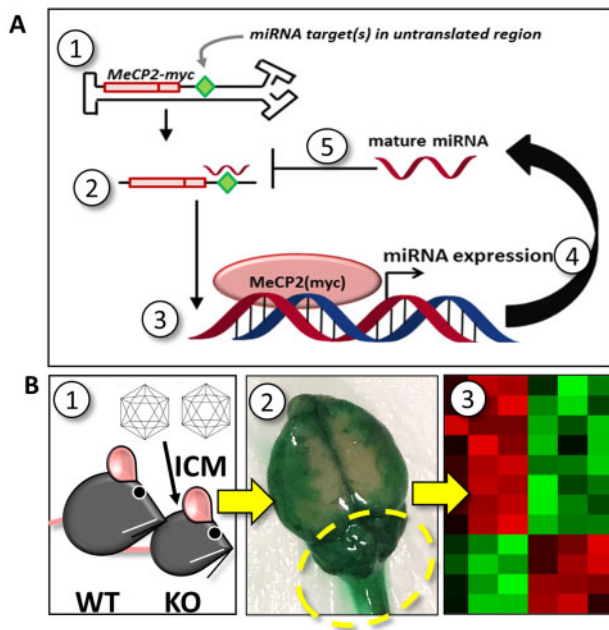 A
1
miRNA target(s) in untranslated region
MeCP2-myc
5
mature miRNA
2
miRNA expression
4
MeCP2(myc)
3
B
1
2
3
ICM
WT KO